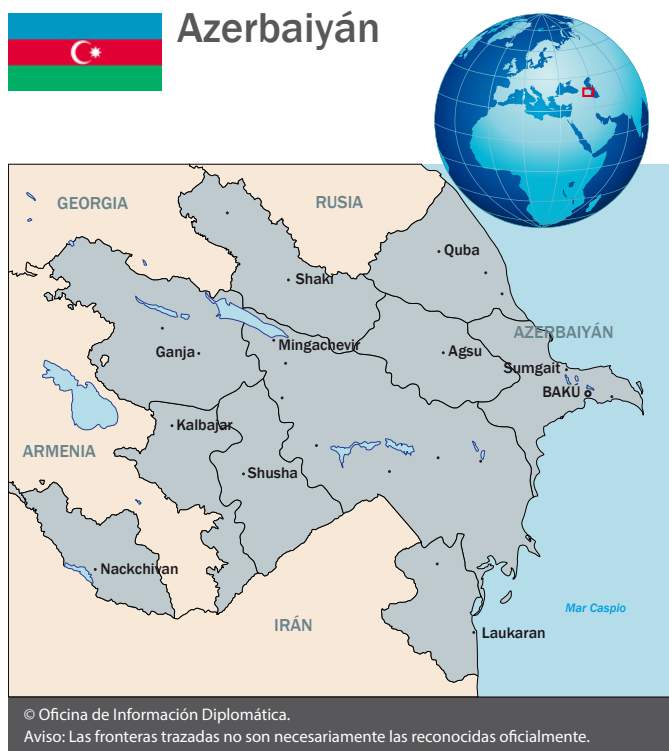 Azerbaiyán
GEORGIA
RUSIA
Quba
Shaki
AZERBAIYÁN
Mingachevir
Ganja
Agsu
Sumgait
BAKÚ
Kalbajar
ARMENIA
Shusha
Nackchivan
Mar Caspio
IRÁN
Laukaran
© Oficina de Información Diplomática.
Aviso: Las fronteras trazadas no son necesariamente las reconocidas oficialmente.